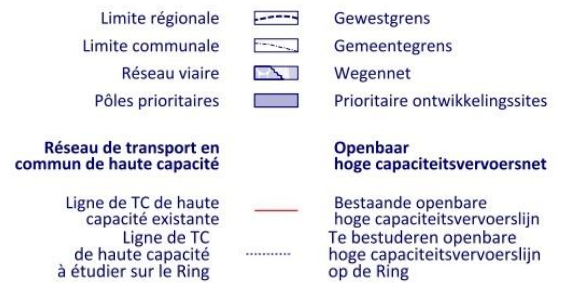 Limite régionale Gewestgrens
Limite communale Gemeentegrens
Réseau viaire Wegennet
Pôles prioritaires Prioritaire ontwikkelingssites
Réseau de transport en Openbaar
commun de haute capacité hoge capaciteitsvervoersnet
Ligne de TC de haute Bestaande openbare
capacité existante hoge capaciteitsvervoerslijn
Ligne de TC Te bestuderen openbare
de haute capacité hoge capaciteitsvervoerslijn
à étudier sur le Ring op de Ring